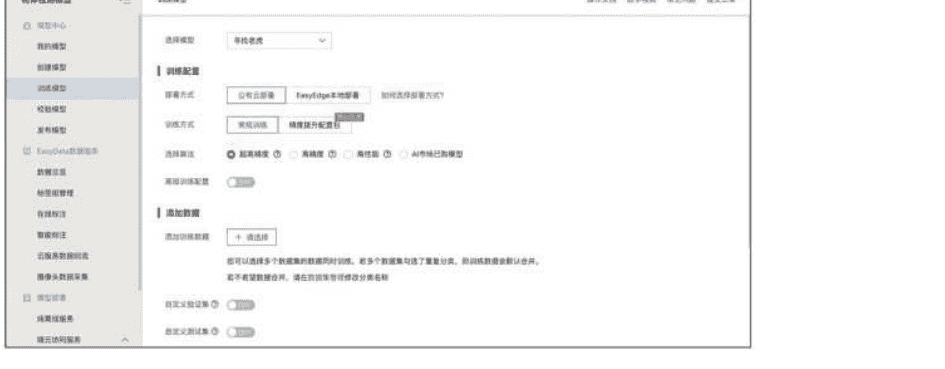 模型中心
我的模型
创建模型
训练模型
校验模型
发布模型
EasyData数据服务
数据总览
标签组管理
在线标注
智能标注
云服务数据回流
摄像头数据采集
模型部署
纯离线服务
端云协同服务
选择模型 寻找老虎
训练配置
部署方式 公有云部署 EasyEdge本地部署 如何选择部署方式?
训练方式 常规训练 精度提升配置包
选择算法 超高精度 高精度 高性能 AI市场已购模型
高级训练配置 OFF
添加数据
添加训练数据 + 请选择
您可以选择多个数据集的数据同时训练。若多个数据集勾选了重复分类，则训练数据会默认合并。
若不希望数据合并，请在数据集管理修改分类名称
自定义验证集 OFF
自定义测试集 OFF